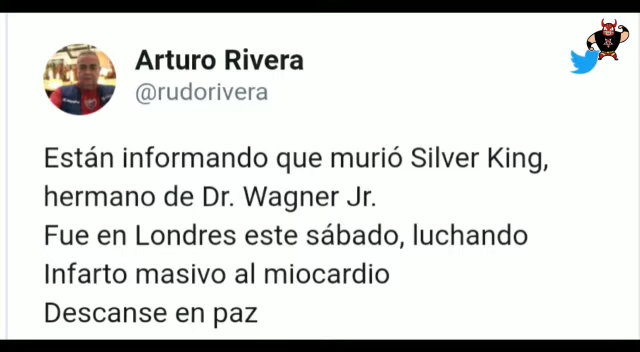 Arturo Rivera
@rudorivera
Están informando que murió Silver King,
hermano de Dr. Wagner Jr.
Fue en Londres este sábado, luchando
Infarto masivo al miocardio
Descanse en paz